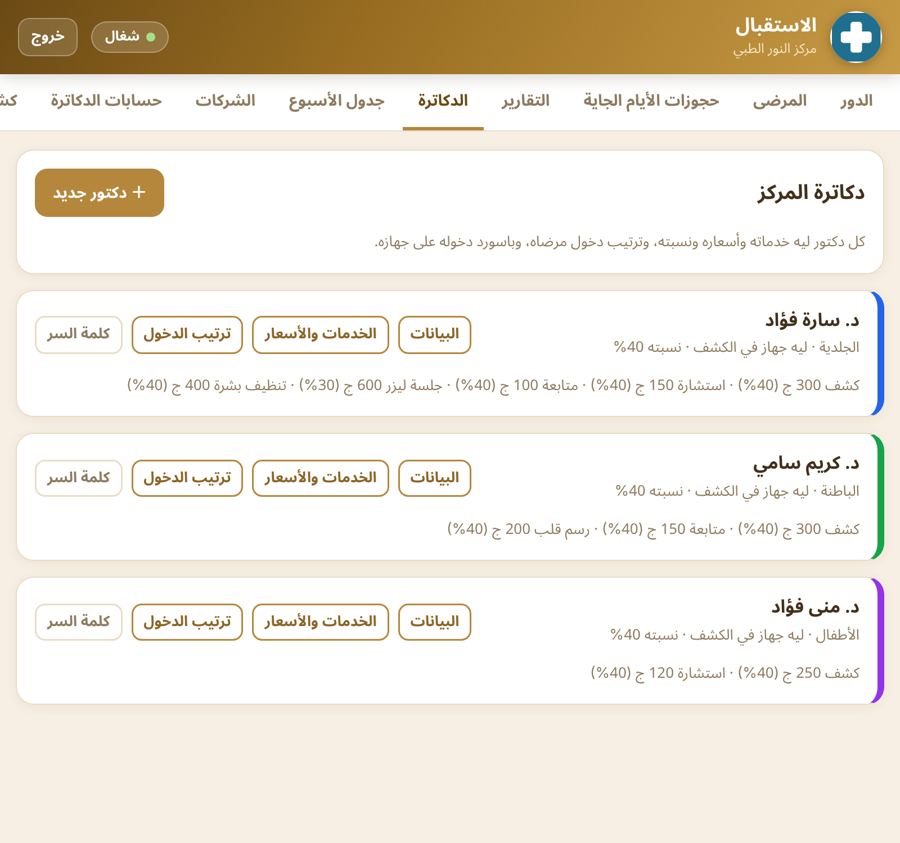 الاستقبال
مركز النور الطبي
شغال
خروج
الدور
المرضى
حجوزات الأيام الجاية
التقارير
الدكاترة
جدول الأسبوع
الشركات
حسابات الدكاترة
دكاترة المركز
+ دكتور جديد
كل دكتور ليه خدماته وأسعاره ونسبته، وترتيب دخول مرضاه، وباسورد دخوله على جهازه.
د. سارة فؤاد
الجلدية · ليه جهاز في الكشف · نسبته 40%
البيانات
الخدمات والأسعار
ترتيب الدخول
كلمة السر
كشف 300 ج (40%) · استشارة 150 ج (40%) · متابعة 100 ج (40%) · جلسة ليزر 600 ج (30%) · تنظيف بشرة 400 ج (40%)
د. كريم سامي
الباطنة · ليه جهاز في الكشف · نسبته 40%
البيانات
الخدمات والأسعار
ترتيب الدخول
كلمة السر
كشف 300 ج (40%) · متابعة 150 ج (40%) · رسم قلب 200 ج (40%)
د. منى فؤاد
الأطفال · ليه جهاز في الكشف · نسبته 40%
البيانات
الخدمات والأسعار
ترتيب الدخول
كلمة السر
كشف 250 ج (40%) · استشارة 120 ج (40%)